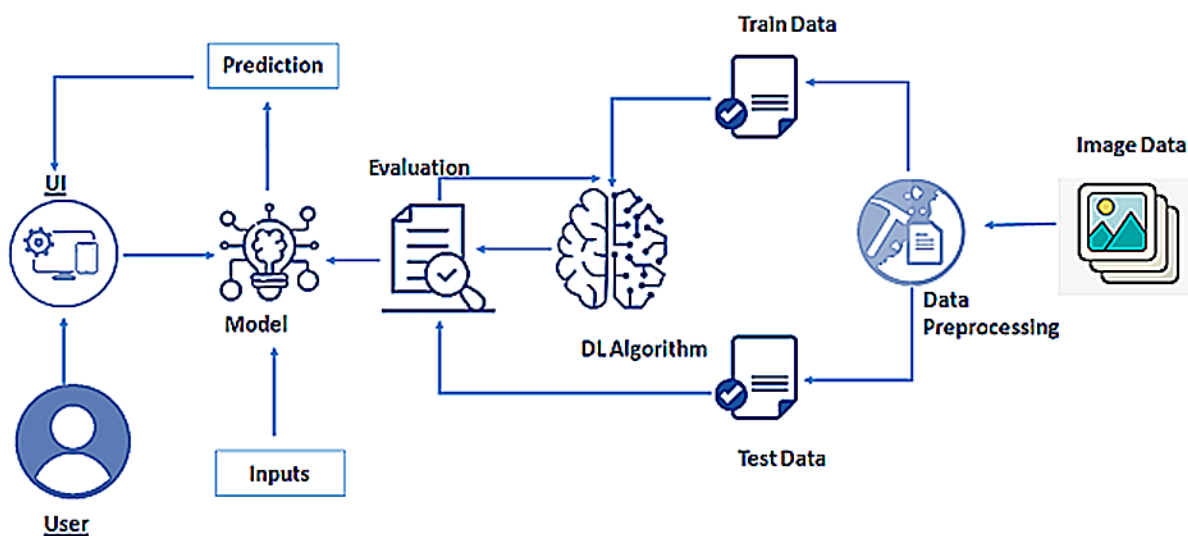 Train Data
Prediction
Image Data
Evaluation
UI
Data
Preprocessing
Model
DL Algorithm
Test Data
Inputs
User